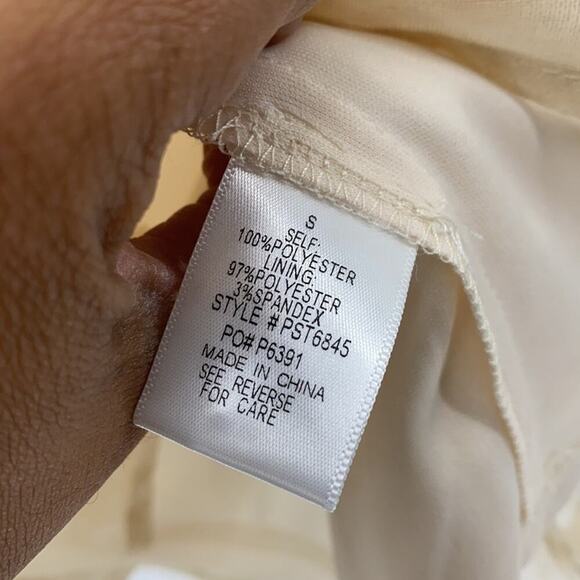 S
SELF:
100%POLYESTER
LINING:
97%POLYESTER
3%SPANDEX
STYLE #PST6845
PO# P6391
MADE IN CHINA
SEE REVERSE
FOR CARE